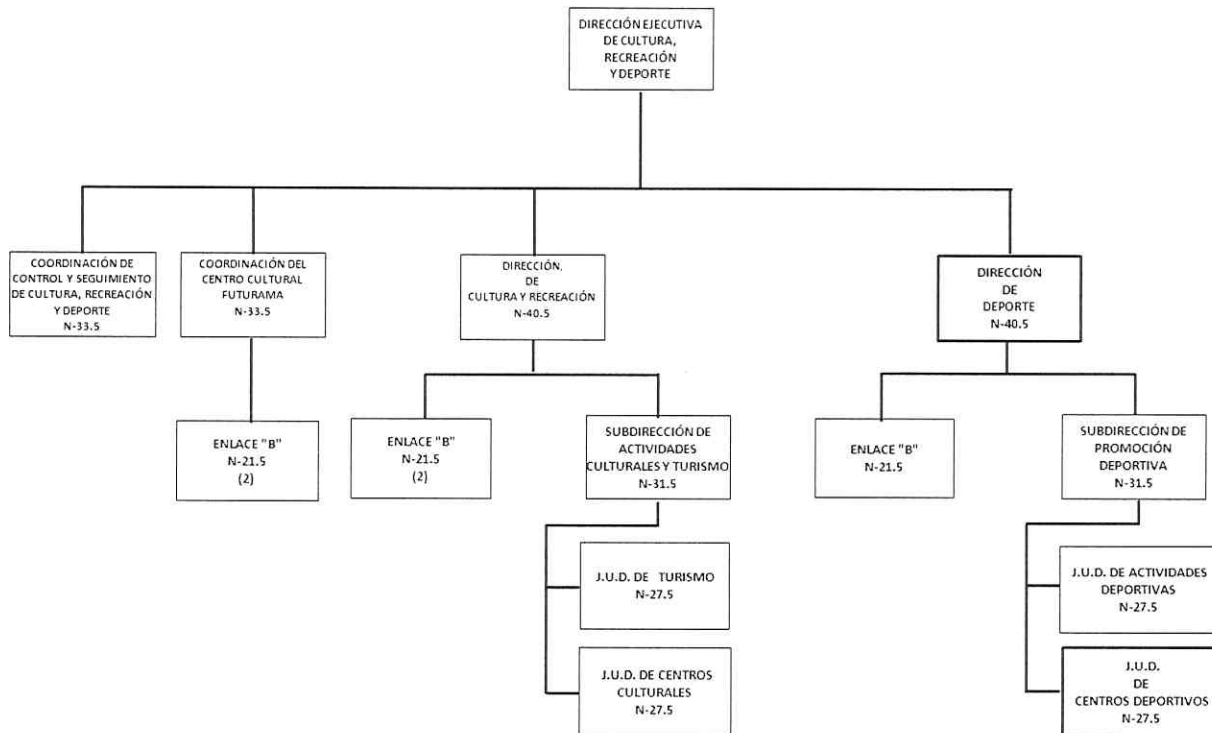 DIRECCIÓN EJECUTIVA
DE CULTURA,
RECREACIÓN
Y DEPORTE
COORDINACIÓN DE
CONTROL Y SEGUIMIENTO
DE CULTURA, RECREACIÓN
Y DEPORTE
N-33.5
COORDINACIÓN DEL
CENTRO CULTURAL
FUTURAMA
N-33.5
DIRECCIÓN,
DE
CULTURA Y RECREACIÓN
N-40.5
DIRECCIÓN
DE
DEPORTE
N-40.5
ENLACE "B"
N-21.5
(2)
ENLACE "B"
N-21.5
(2)
SUBDIRECCIÓN DE
ACTIVIDADES
CULTURALES Y TURISMO
N-31.5
ENLACE "B"
N-21.5
SUBDIRECCIÓN DE
PROMOCIÓN
DEPORTIVA
N-31.5
J.U.D. DE TURISMO
N-27.5
J.U.D. DE ACTIVIDADES
DEPORTIVAS
N-27.5
J.U.D. DE CENTROS
CULTURALES
N-27.5
J.U.D.
DE
CENTROS DEPORTIVOS
N-27.5